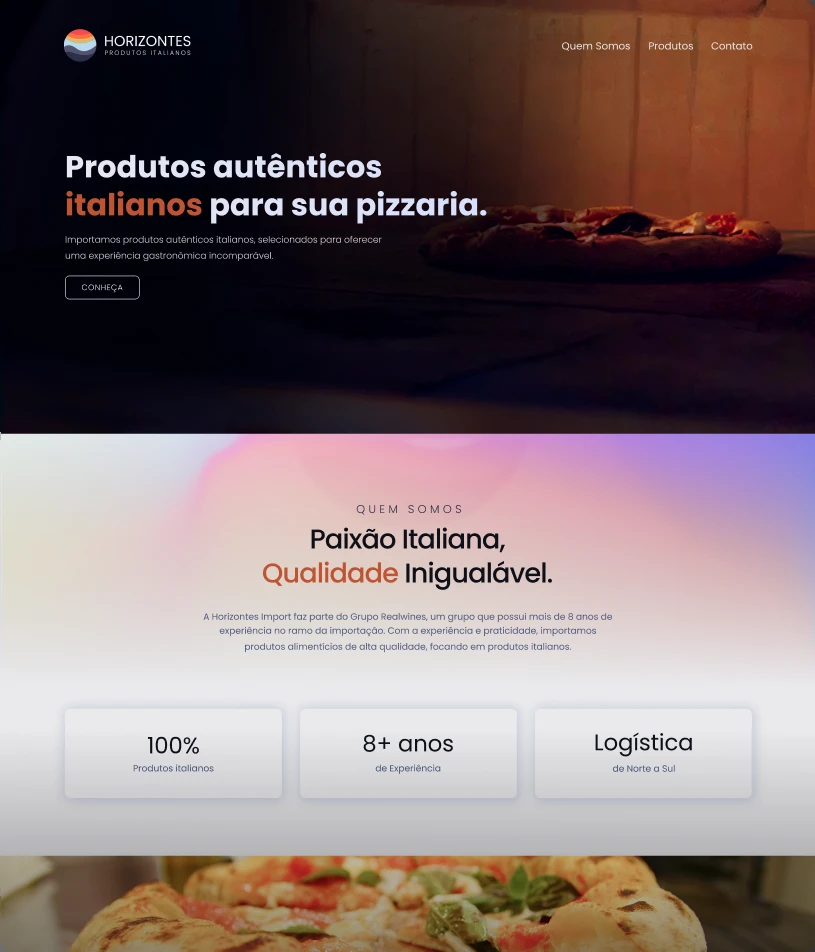 HORIZONTES
PRODUTOS ITALIANOS
Quem Somos Produtos Contato
Produtos autênticos
italianos para sua pizzaria.
Importamos produtos autênticos italianos, selecionados para oferecer
uma experiência gastronômica incomparável.
CONHEÇA
QUEM SOMOS
Paixão Italiana,
Qualidade Inigualável.
A Horizontes Import faz parte do Grupo Realwines, um grupo que possui mais de 8 anos de
experiência no ramo da importação. Com a experiência e praticidade, importamos
produtos alimentícios de alta qualidade, focando em produtos italianos.
100%
Produtos italianos
8+ anos
de Experiência
Logística
de Norte a Sul